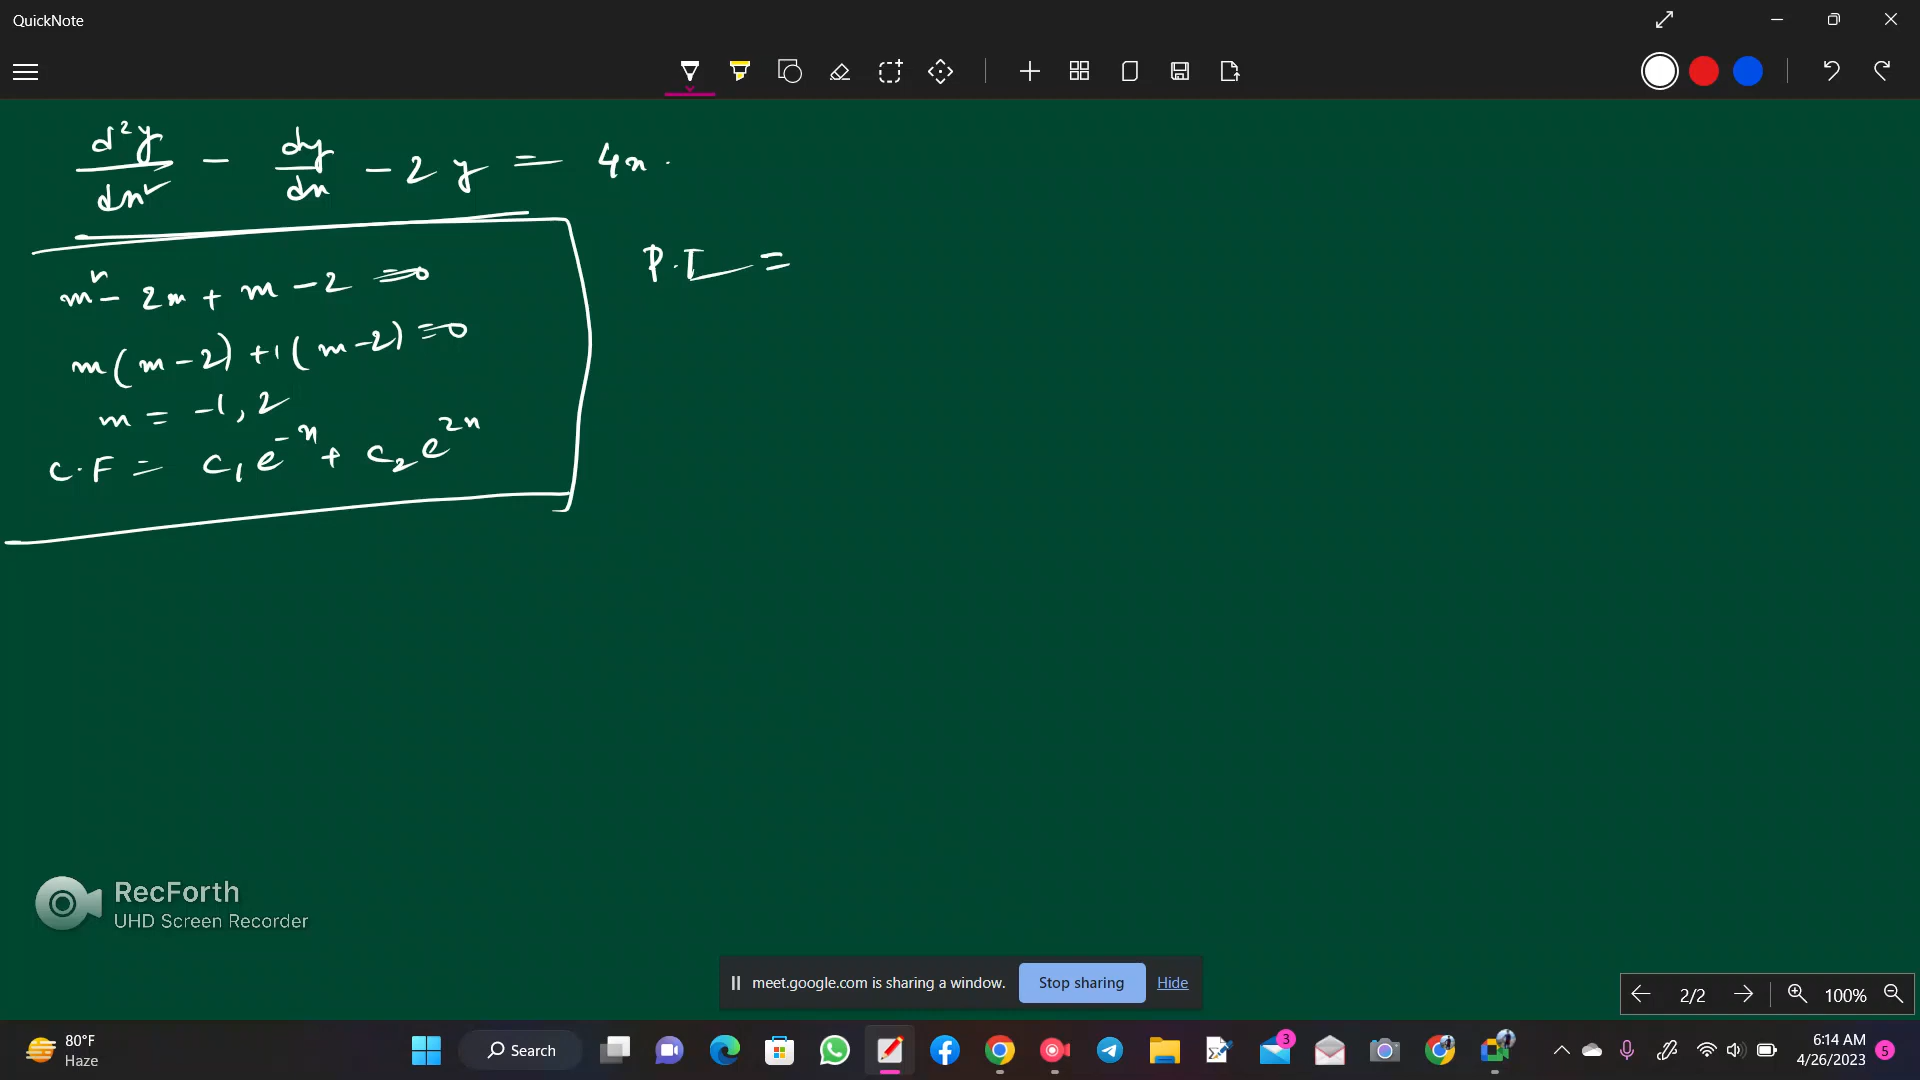 QuickNote
d²y/dx² - dy/dx - 2y = 4x.
m² - 2m + m - 2 = 0
P.I =
m(m-2) + 1(m-2) = 0
m = -1, 2
C.F = c₁e⁻ˣ + c₂e²ˣ
RecForth
UHD Screen Recorder
meet.google.com is sharing a window.
Stop sharing
Hide
2/2
100%
80°F
Haze
Search
3
6:14 AM
4/26/2023
5